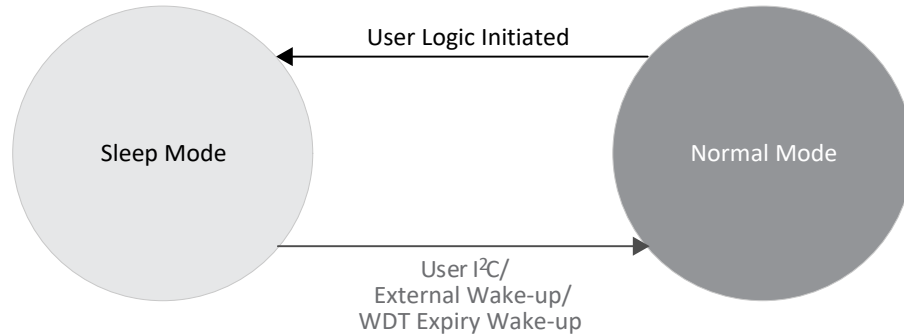 User Logic Initiated
Sleep Mode
Normal Mode
User I²C/
External Wake-up/
WDT Expiry Wake-up